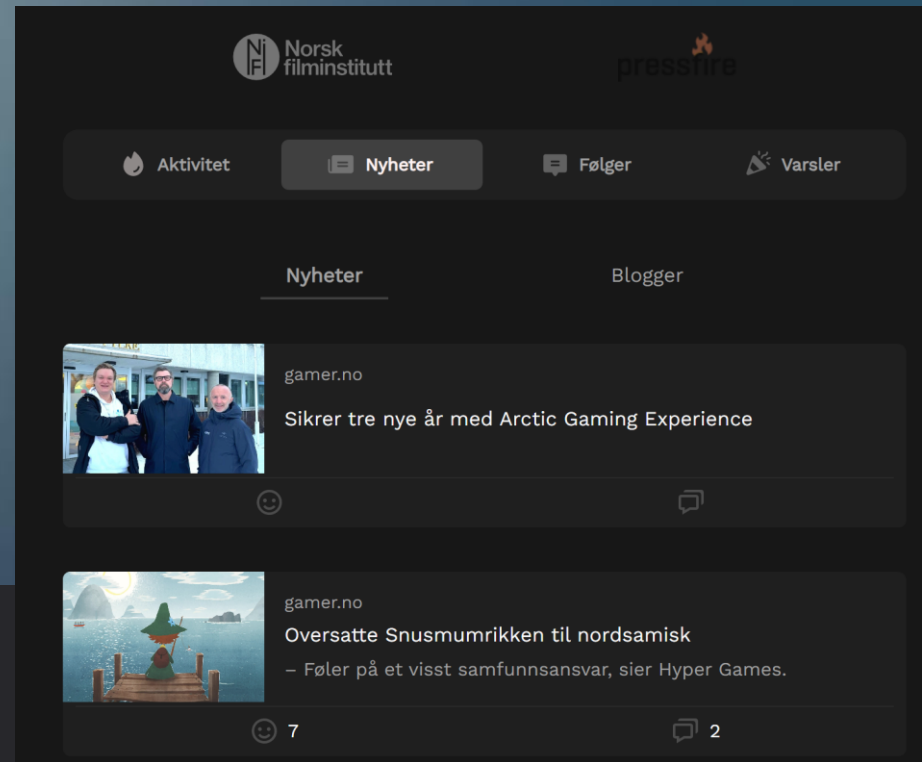 Norsk
filminstitutt
pressfire
Aktivitet
Nyheter
Følger
Varsler
Nyheter
Blogger
gamer.no
Sikrer tre nye år med Arctic Gaming Experience
gamer.no
Oversatte Snusmumrikken til nordsamisk
– Føler på et visst samfunnsansvar, sier Hyper Games.
7
2